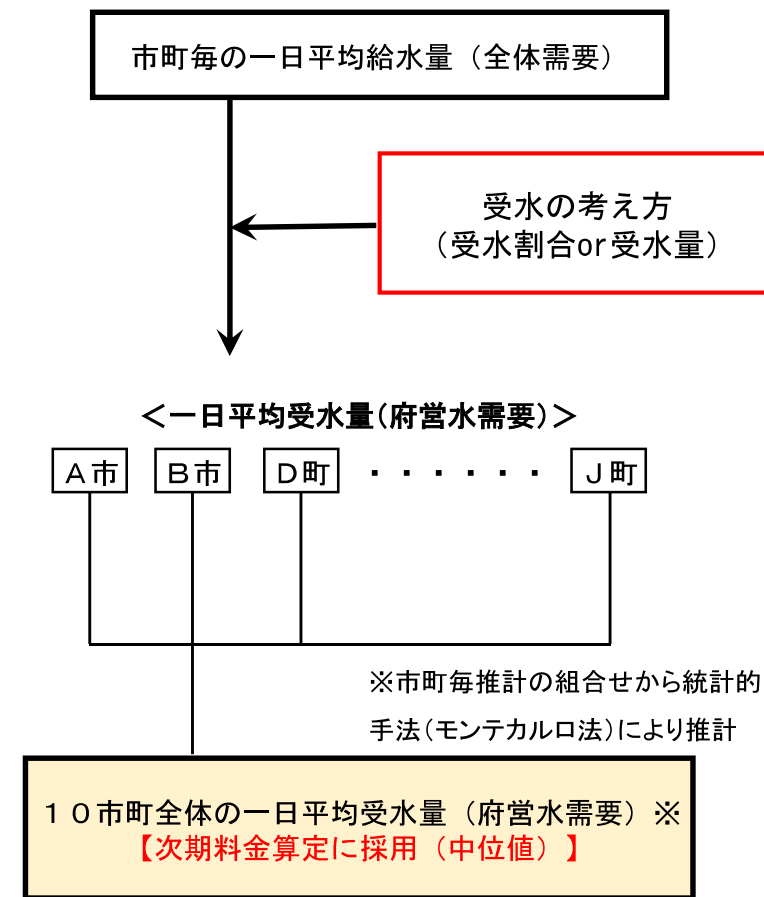 市町毎の一日平均給水量（全体需要）
受水の考え方
（受水割合or受水量）
＜一日平均受水量（府営水需要）＞
Ａ市 Ｂ市 Ｄ町 ・・・・・・ Ｊ町
※市町毎推計の組合せから統計的
手法（モンテカルロ法）により推計
１０市町全体の一日平均受水量（府営水需要）※
【次期料金算定に採用（中位値）】